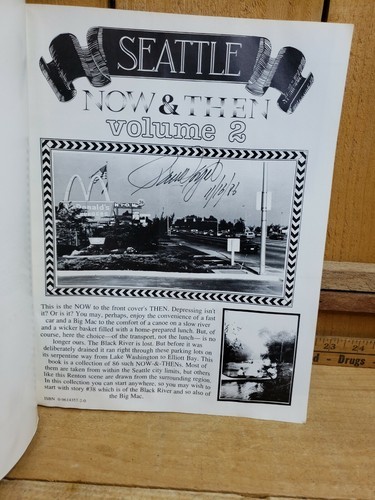 SEATTLE
NOW & THEN
volume 2
nald's
This is the NOW to the front cover's THEN. Depressing isn't
it? Or is it? You may, perhaps, enjoy the convenience of a fast
car and a Big Mac to the comfort of a canoe on a slow river
and a wicker basket filled with a home-prepared lunch. But, of
course, here the choice—of the transport, not the lunch— is no
longer ours. The Black River is lost. But before it was
deliberately drained it ran right through these parking lots on
its serpentine way from Lake Washington to Elliott Bay. This
book is a collection of 86 such NOW-&-THENs. Most of
them are taken from within the Seattle city limits, but others
like this Renton scene are drawn from the surrounding region.
In this collection you can start anywhere, so you may wish to
start with story #38 which is of the Black River and so also of
the Big Mac.
ISBN
23 24
Drugs